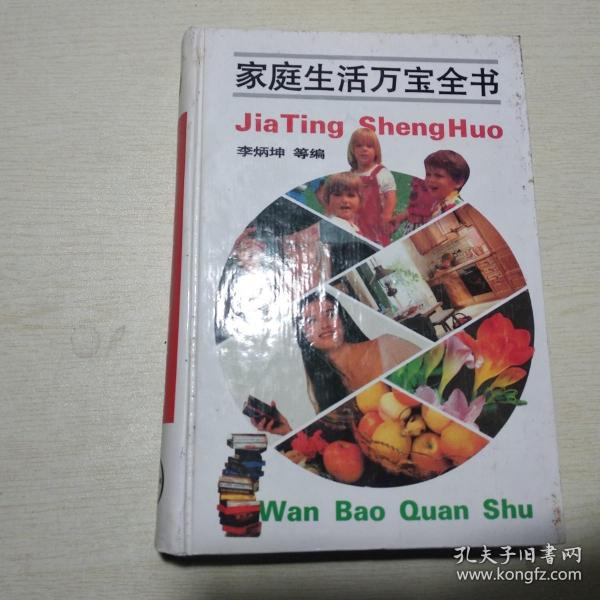 家庭生活万宝全书
JiaTing ShengHuo
李炳坤 等编
Wan Bao Quan Shu
孔夫子旧书网
www.kongfz.com